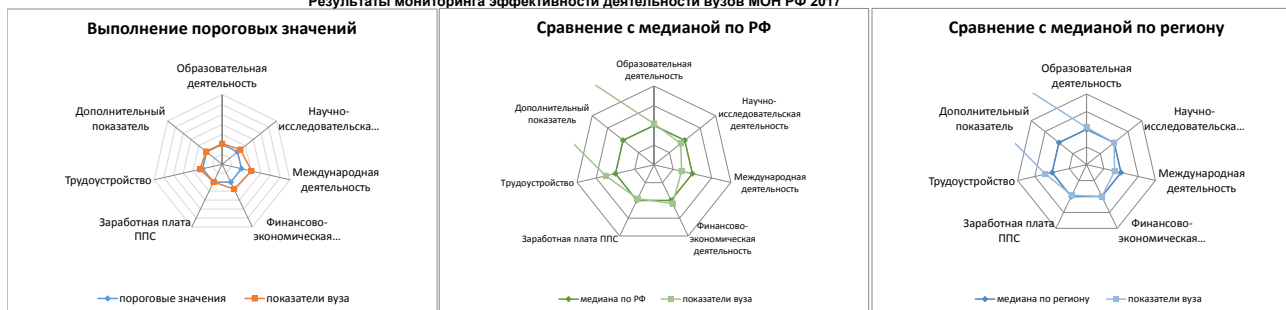 Результаты мониторинга эффективности деятельности вузов МОН РФ 2017
Выполнение пороговых значений
Образовательная
деятельность
Научно-
исследовательска...
Международная
деятельность
Финансово-
экономическая...
Заработная плата
ППС
Трудоустройство
Дополнительный
показатель
пороговые значения
показатели вуза
Сравнение с медианой по РФ
Образовательная
деятельность
Научно-
исследовательская
деятельность
Международная
деятельность
Финансово-
экономическая
деятельность
Заработная плата ППС
Трудоустройство
Дополнительный
показатель
медиана по РФ
показатели вуза
Сравнение с медианой по региону
Образовательная
деятельность
Научно-
исследовательска...
Международная
деятельность
Финансово-
экономическая...
Заработная плата
ППС
Трудоустройство
Дополнительный
показатель
медиана по региону
показатели вуза